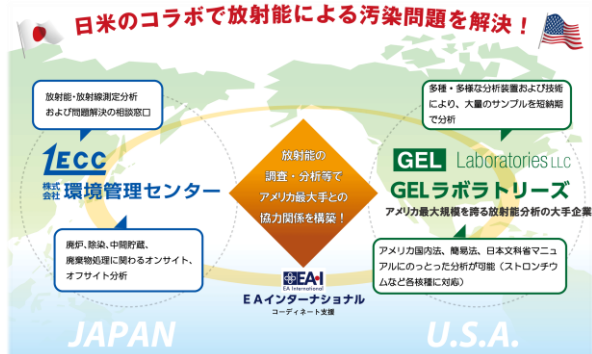 日米のコラボで放射能による汚染問題を解決！
放射能・放射線測定分析
および問題解決の相談窓口
ECC
株式会社 環境管理センター
廃炉、除染、中間貯蔵、
廃棄物処理に関わるオンサイト、
オフサイト分析
放射能の
調査・分析等で
アメリカ最大手との
協力関係を構築！
EA・I
EA International
EAインターナショナル
コーディネート支援
多種・多様な分析装置および技術
により、大量のサンプルを短納期
で分析
GEL Laboratories LLC
GELラボラトリーズ
アメリカ最大規模を誇る放射能分析の大手企業
アメリカ国内法、簡易法、日本文科省マニュ
アルにのっとった分析が可能（ストロンチウ
ムなど各核種に対応）
JAPAN
U.S.A.